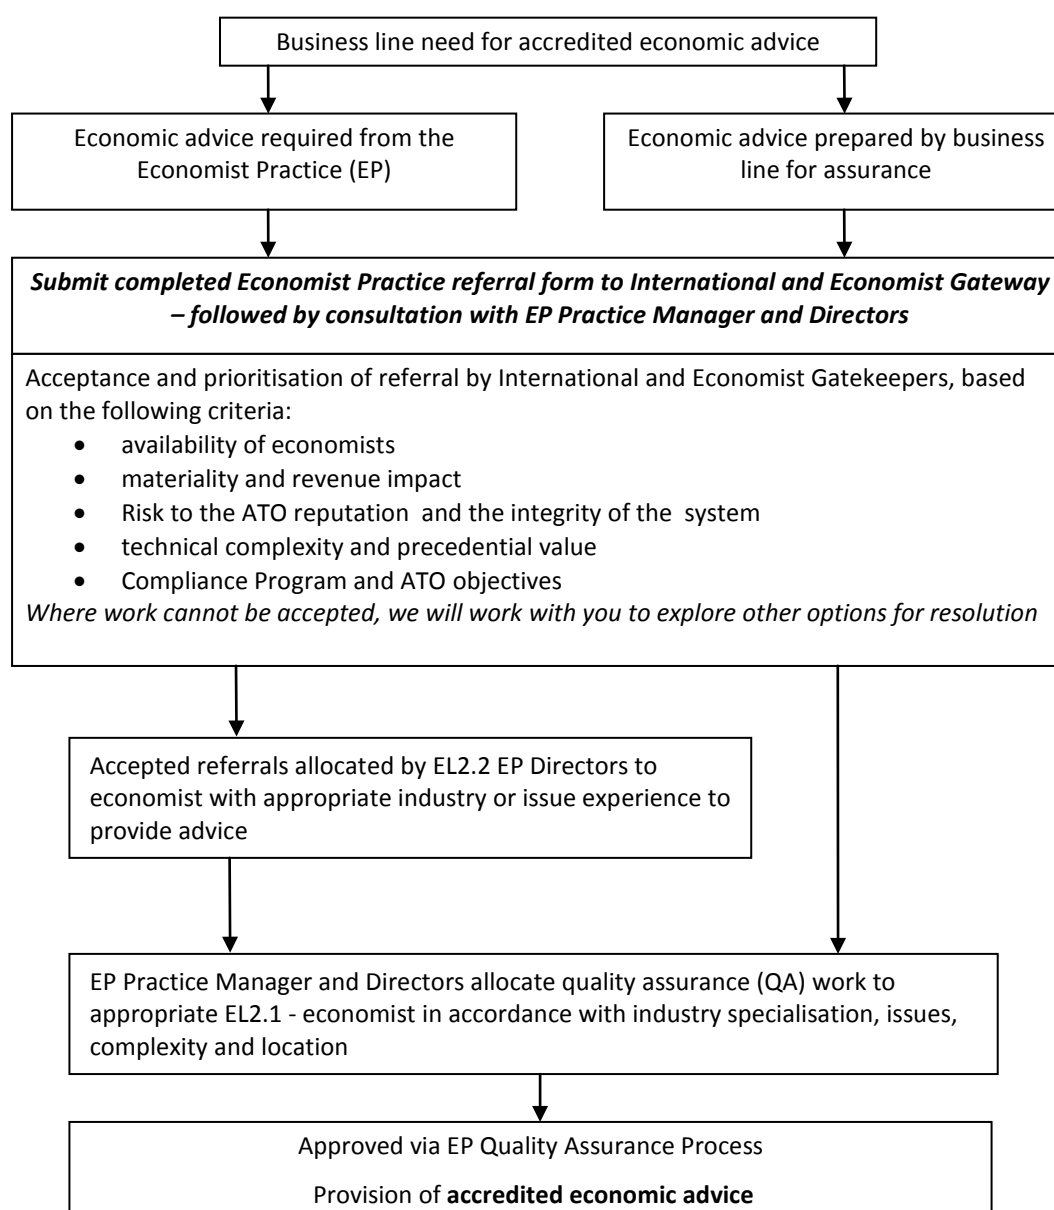 Business line need for accredited economic advice
Economic advice required from the
Economist Practice (EP)
Economic advice prepared by business
line for assurance
Submit completed Economist Practice referral form to International and Economist Gateway
– followed by consultation with EP Practice Manager and Directors
Acceptance and prioritisation of referral by International and Economist Gatekeepers, based
on the following criteria:
• availability of economists
• materiality and revenue impact
• Risk to the ATO reputation and the integrity of the system
• technical complexity and precedential value
• Compliance Program and ATO objectives
Where work cannot be accepted, we will work with you to explore other options for resolution
Accepted referrals allocated by EL2.2 EP Directors to
economist with appropriate industry or issue experience to
provide advice
EP Practice Manager and Directors allocate quality assurance (QA) work to
appropriate EL2.1 - economist in accordance with industry specialisation, issues,
complexity and location
Approved via EP Quality Assurance Process
Provision of accredited economic advice